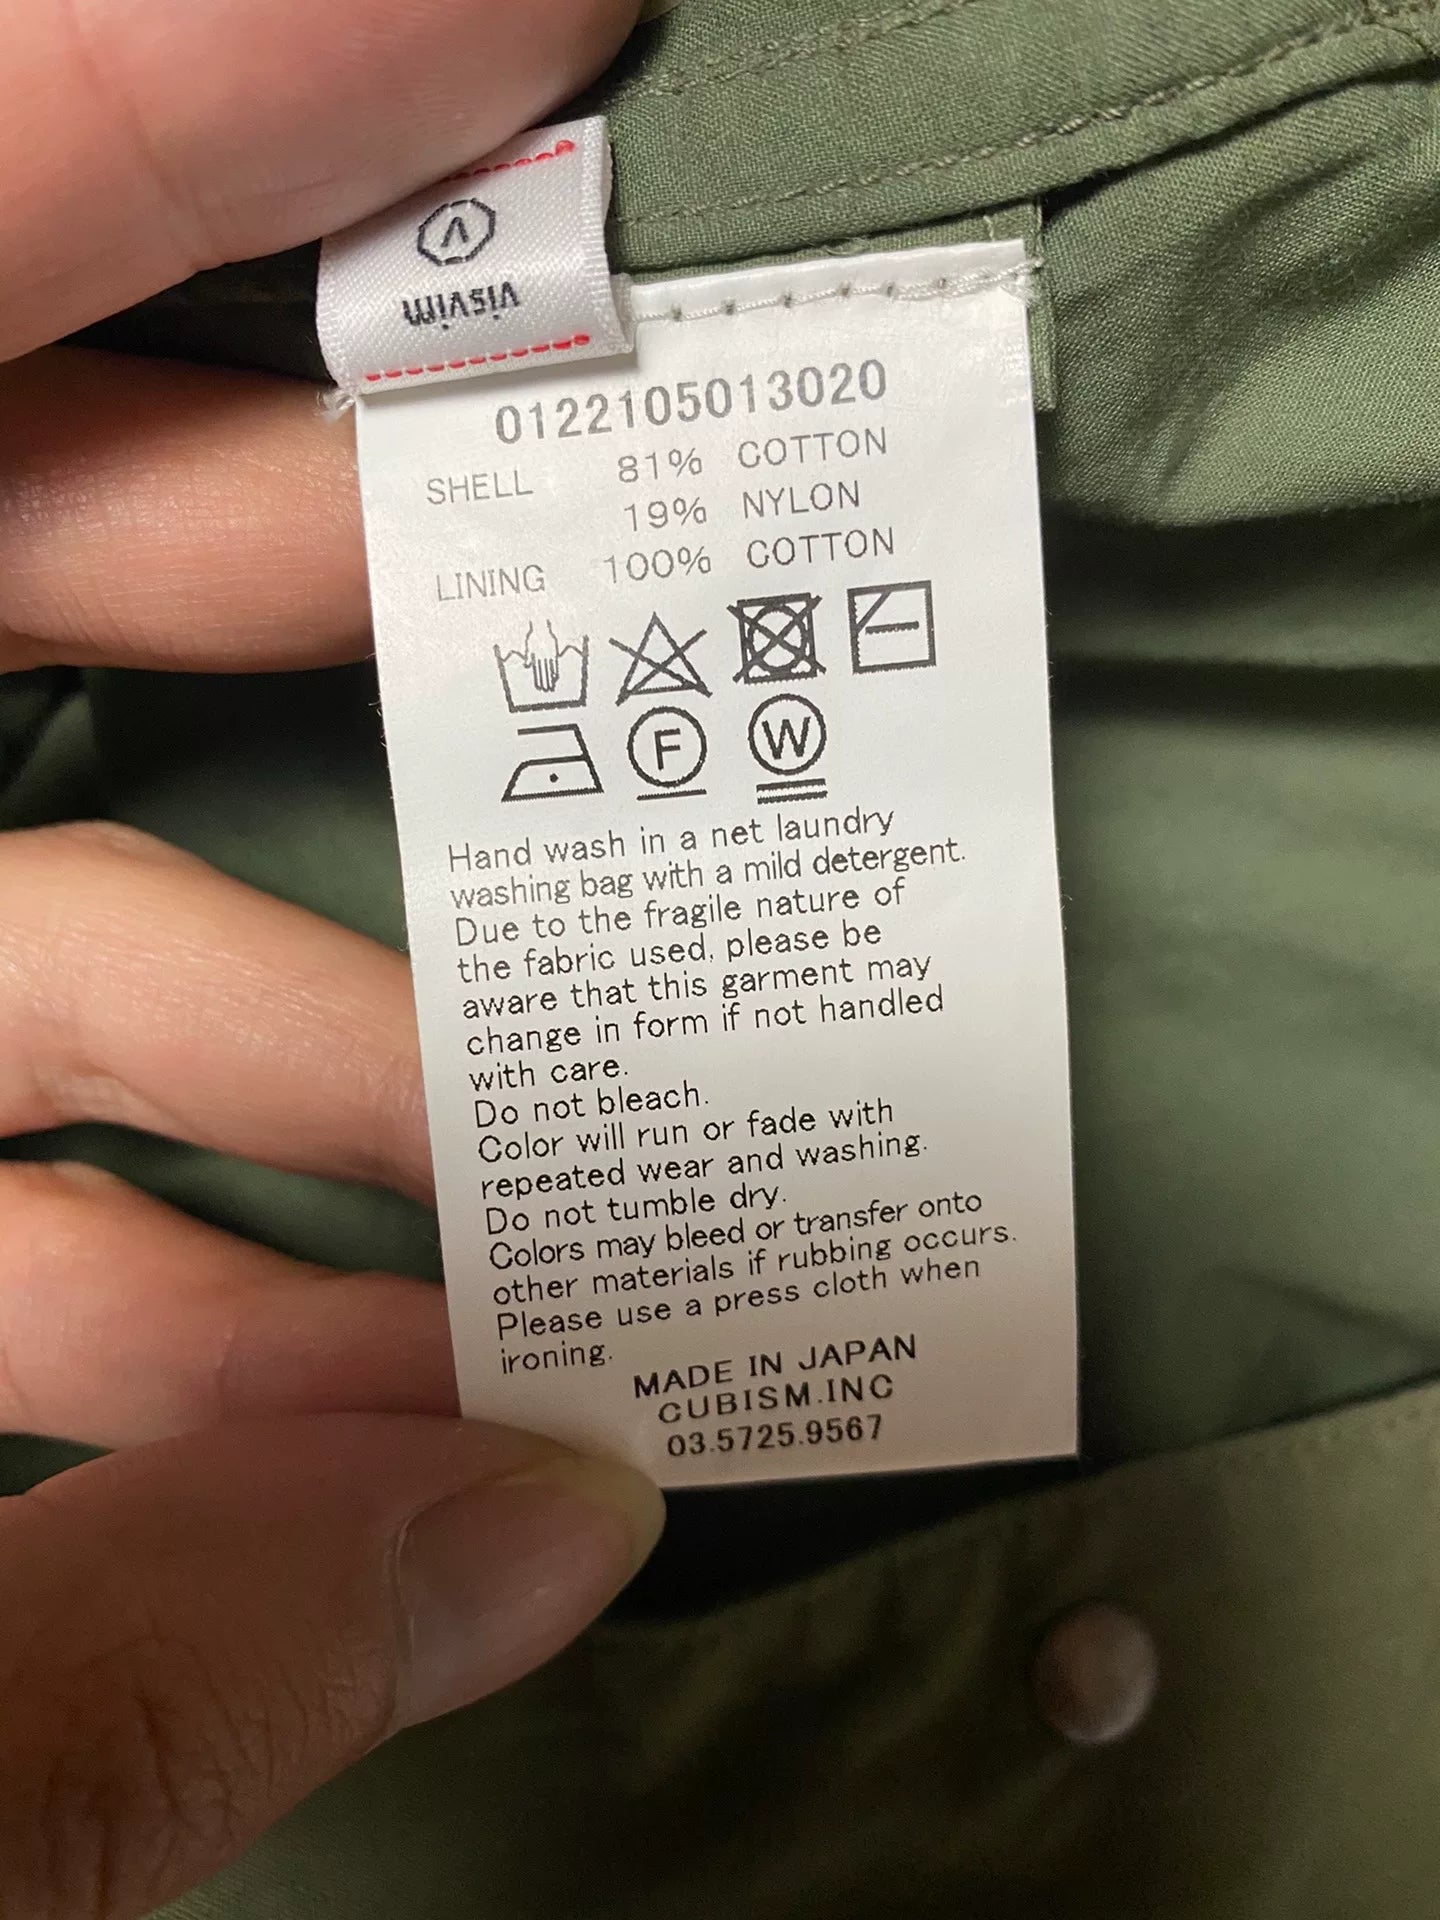 visvim
0122105013020
SHELL 81% COTTON
19% NYLON
LINING 100% COTTON
F W
Hand wash in a net laundry
washing bag with a mild detergent.
Due to the fragile nature of
the fabric used, please be
aware that this garment may
change in form if not handled
with care.
Do not bleach.
Color will run or fade with
repeated wear and washing.
Do not tumble dry.
Colors may bleed or transfer onto
other materials if rubbing occurs.
Please use a press cloth when
ironing.
MADE IN JAPAN
CUBISM.INC
03.5725.9567